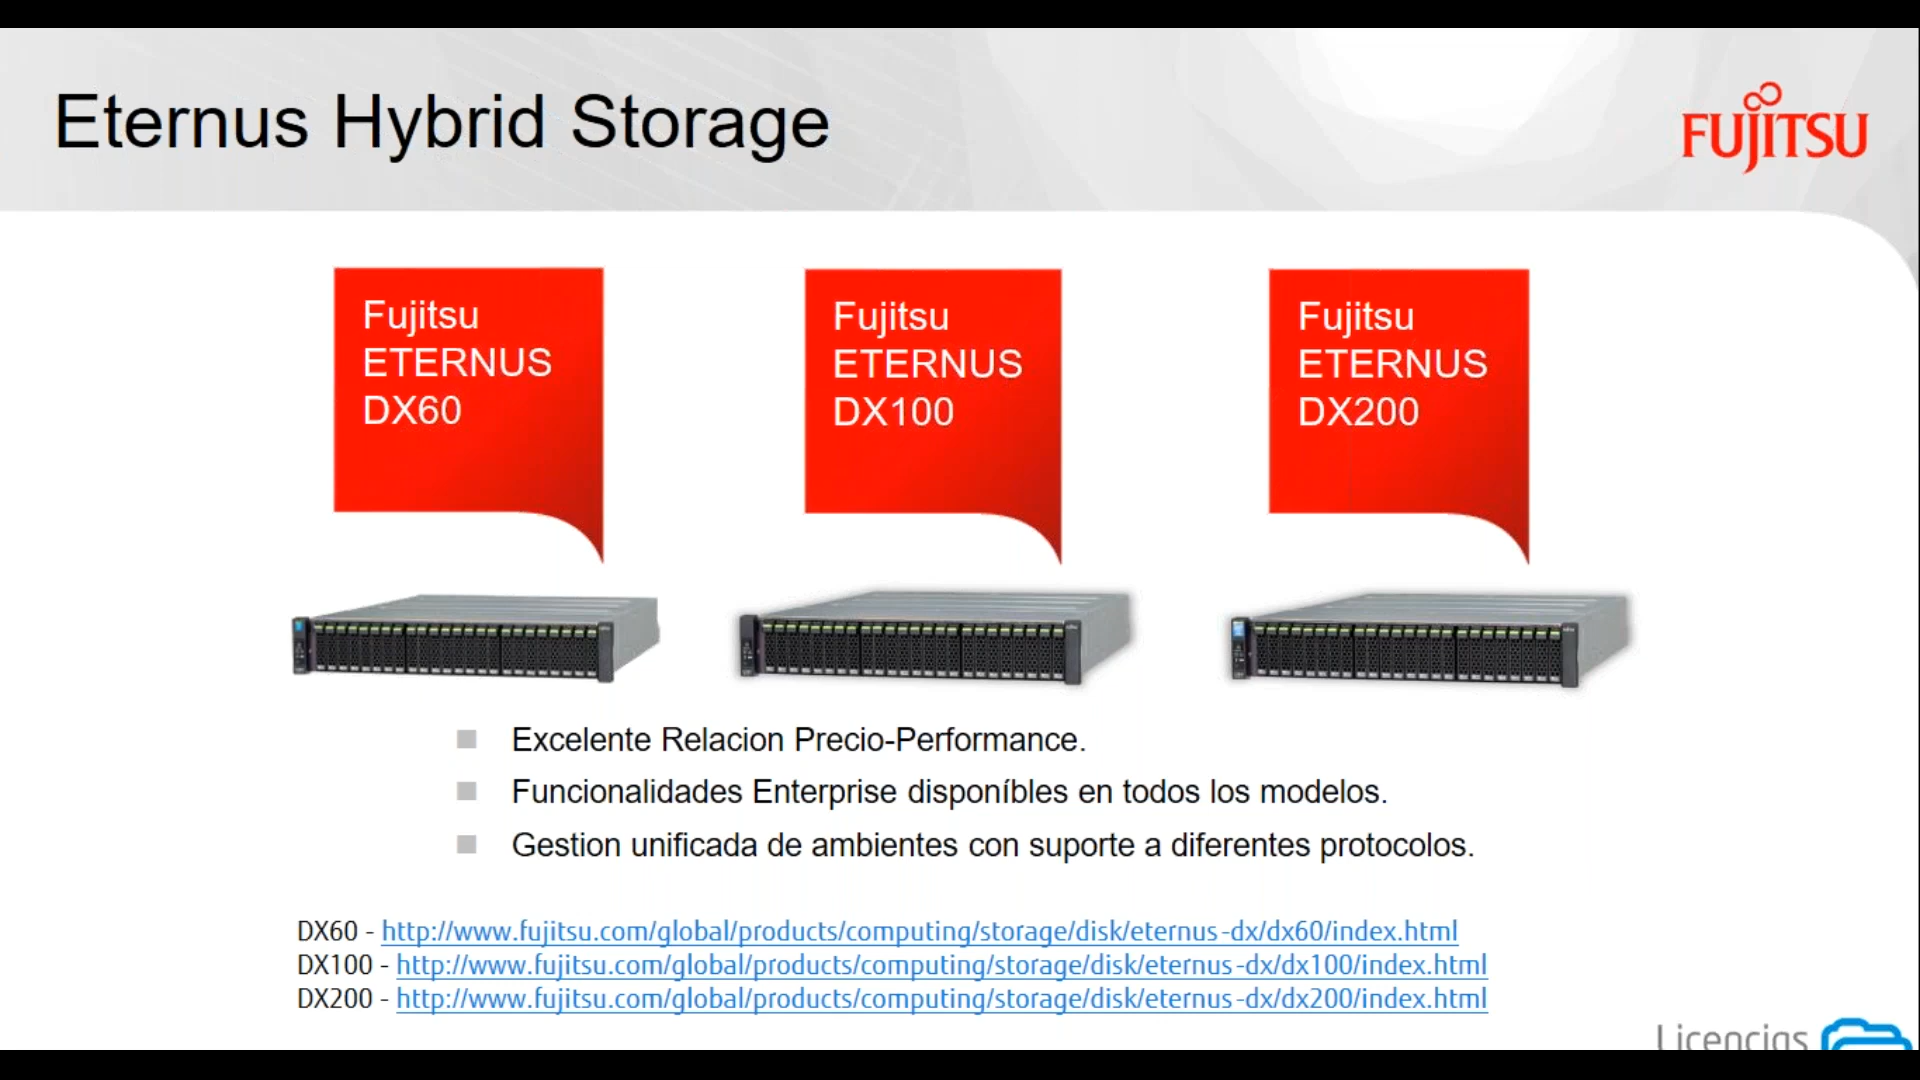 Eternus Hybrid Storage
FUJITSU
Fujitsu
ETERNUS
DX60
Fujitsu
ETERNUS
DX100
Fujitsu
ETERNUS
DX200
Excelente Relacion Precio-Performance.
Funcionalidades Enterprise disponíbles en todos los modelos.
Gestion unificada de ambientes con suporte a diferentes protocolos.
DX60 - http://www.fujitsu.com/global/products/computing/storage/disk/eternus-dx/dx60/index.html
DX100 - http://www.fujitsu.com/global/products/computing/storage/disk/eternus-dx/dx100/index.html
DX200 - http://www.fujitsu.com/global/products/computing/storage/disk/eternus-dx/dx200/index.html
Licencias